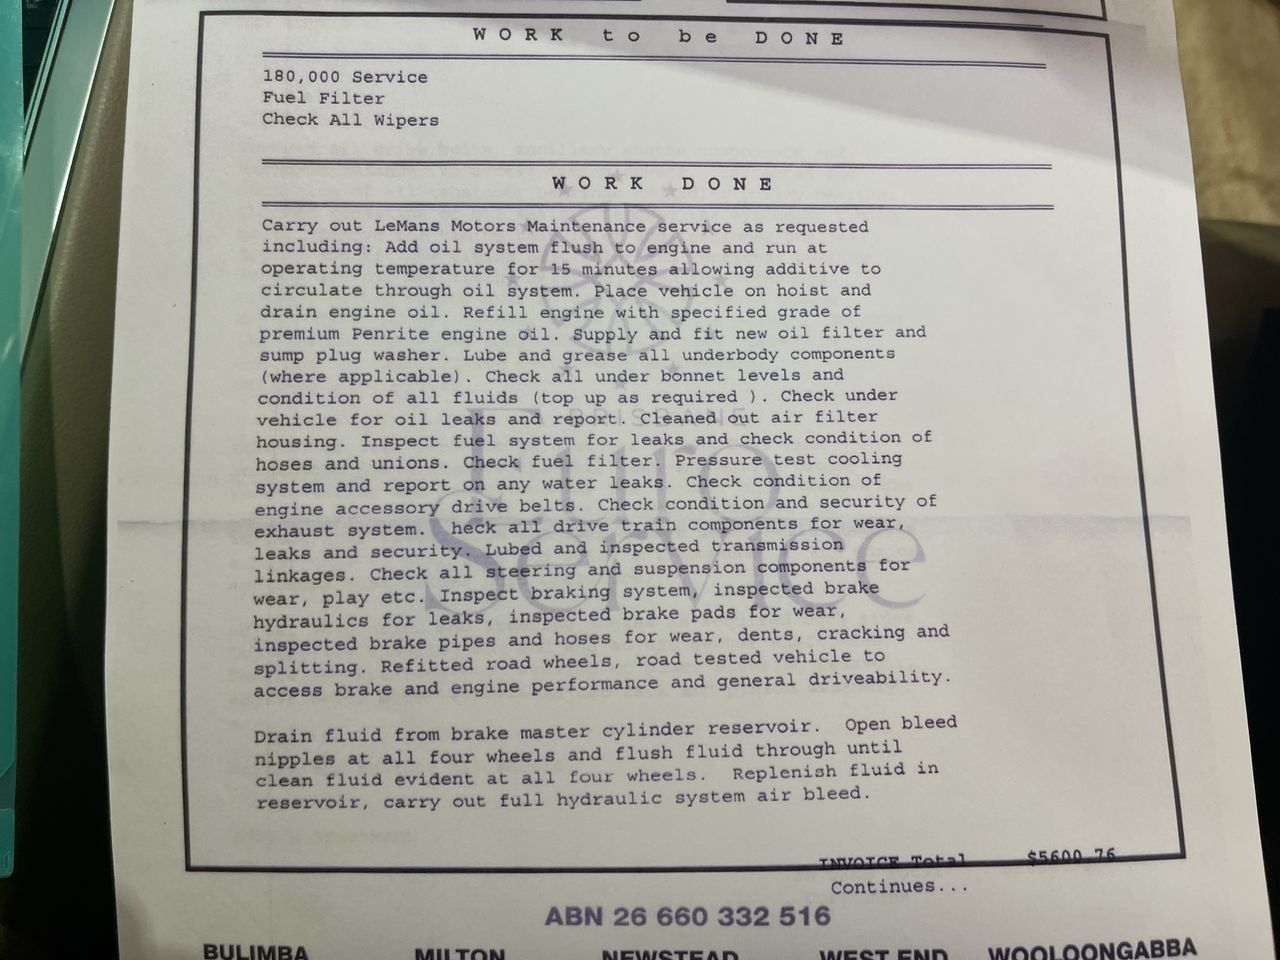 WORK to be DONE
180,000 Service
Fuel Filter
Check All Wipers
WORK DONE
Carry out LeMans Motors Maintenance service as requested
including: Add oil system flush to engine and run at
operating temperature for 15 minutes allowing additive to
circulate through oil system. Place vehicle on hoist and
drain engine oil. Refill engine with specified grade of
premium Penrite engine oil. Supply and fit new oil filter and
sump plug washer. Lube and grease all underbody components
(where applicable). Check all under bonnet levels and
condition of all fluids (top up as required ). Check under
vehicle for oil leaks and report. Cleaned out air filter
housing. Inspect fuel system for leaks and check condition of
hoses and unions. Check fuel filter. Pressure test cooling
system and report on any water leaks. Check condition of
engine accessory drive belts. Check condition and security of
exhaust system.  heck all drive train components for wear,
leaks and security. Lubed and inspected transmission
linkages. Check all steering and suspension components for
wear, play etc. Inspect braking system, inspected brake
hydraulics for leaks, inspected brake pads for wear,
inspected brake pipes and hoses for wear, dents, cracking and
splitting. Refitted road wheels, road tested vehicle to
access brake and engine performance and general driveability.
Drain fluid from brake master cylinder reservoir.  Open bleed
nipples at all four wheels and flush fluid through until
clean fluid evident at all four wheels.  Replenish fluid in
reservoir, carry out full hydraulic system air bleed.
BRISBANE
Euro
Service
INVOICE Total $5600.76
Continues...
ABN 26 660 332 516
BULIMBA MILTON NEWSTEAD WEST END WOOLOONGABBA